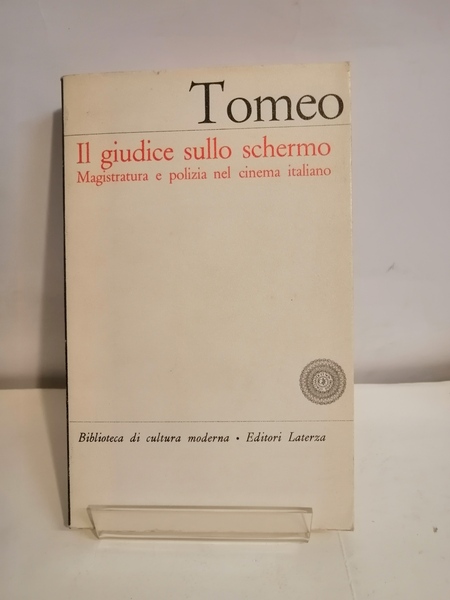 Tomeo
Il giudice sullo schermo
Magistratura e polizia nel cinema italiano
Biblioteca di cultura moderna • Editori Laterza